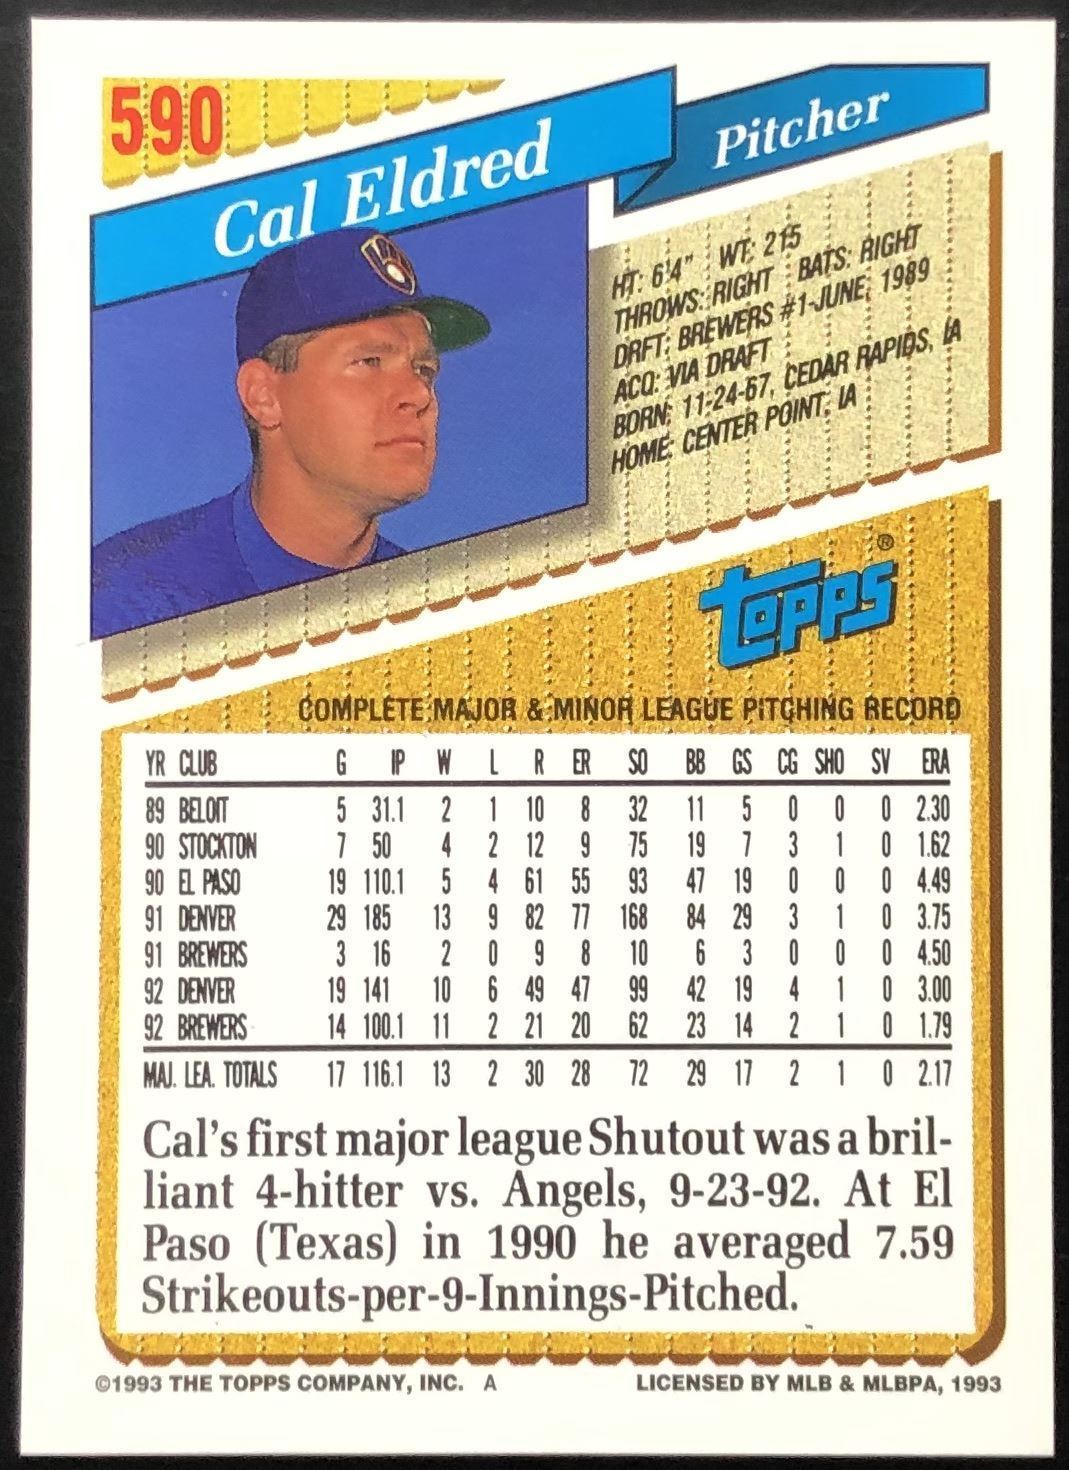 590
Cal Eldred
Pitcher
HT: 6'4" WT: 215
THROWS: RIGHT BATS: RIGHT
DRFT: BREWERS #1-JUNE, 1989
ACQ: VIA DRAFT
BORN: 11-24-67, CEDAR RAPIDS, IA
HOME: CENTER POINT, IA
Topps®
COMPLETE MAJOR & MINOR LEAGUE PITCHING RECORD
YR CLUB G IP W L R ER SO BB GS CG SHO SV ERA
89 BELOIT 5 31.1 2 1 10 8 32 11 5 0 0 0 2.30
90 STOCKTON 7 50 4 2 12 9 75 19 7 3 1 0 1.62
90 EL PASO 19 110.1 5 4 61 55 93 47 19 0 0 0 4.49
91 DENVER 29 185 13 9 82 77 168 84 29 3 1 0 3.75
91 BREWERS 3 16 2 0 9 8 10 6 3 0 0 0 4.50
92 DENVER 19 141 10 6 49 47 99 42 19 4 1 0 3.00
92 BREWERS 14 100.1 11 2 21 20 62 23 14 2 1 0 1.79
MAJ. LEA. TOTALS 17 116.1 13 2 30 28 72 29 17 2 1 0 2.17
Cal's first major league Shutout was a bril-
liant 4-hitter vs. Angels, 9-23-92. At El
Paso (Texas) in 1990 he averaged 7.59
Strikeouts-per-9-Innings-Pitched.
©1993 THE TOPPS COMPANY, INC. A
LICENSED BY MLB & MLBPA, 1993